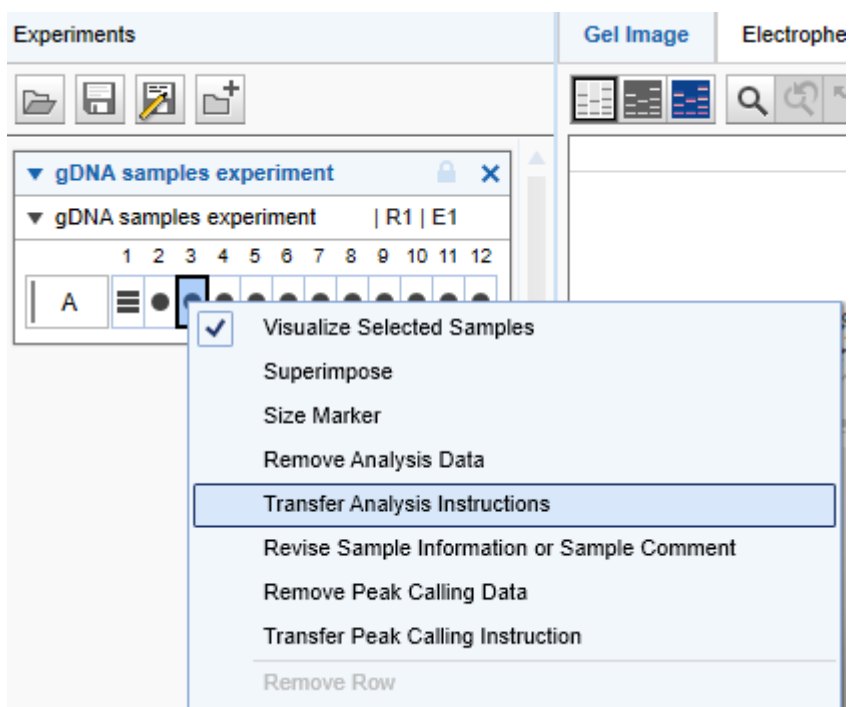 Experiments
Gel Image Electrophe
gDNA samples experiment
gDNA samples experiment | R1 | E1
1 2 3 4 5 6 7 8 9 10 11 12
A
Visualize Selected Samples
Superimpose
Size Marker
Remove Analysis Data
Transfer Analysis Instructions
Revise Sample Information or Sample Comment
Remove Peak Calling Data
Transfer Peak Calling Instruction
Remove Row